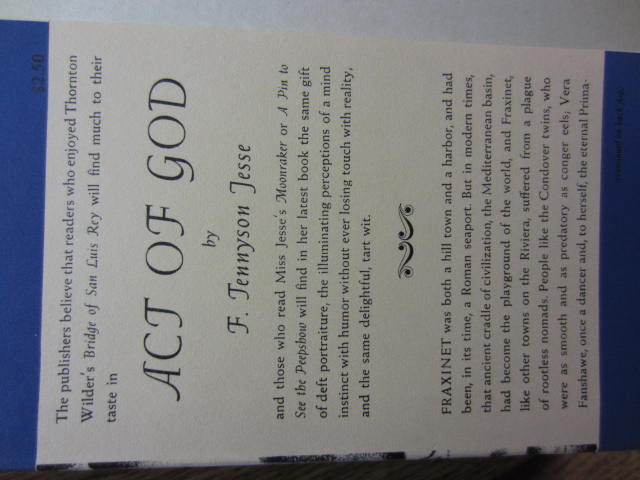 $2.50
The publishers believe that readers who enjoyed Thornton
Wilder's Bridge of San Luis Rey will find much to their
taste in
ACT OF GOD
by
F. Tennyson Jesse
and those who read Miss Jesse's Moonraker or A Pin to
See the Peepshow will find in her latest book the same gift
of deft portraiture, the illuminating perceptions of a mind
instinct with humor without ever losing touch with reality,
and the same delightful, tart wit.
FRAXINET was both a hill town and a harbor, and had
been, in its time, a Roman seaport. But in modern times,
that ancient cradle of civilization, the Mediterranean basin,
had become the playground of the world, and Fraxinet,
like other towns on the Riviera, suffered from a plague
of rootless nomads. People like the Condover twins, who
were as smooth and as predatory as conger eels; Vera
Fanshawe, once a dancer and, to herself, the eternal Prima-
(continued on back flap)